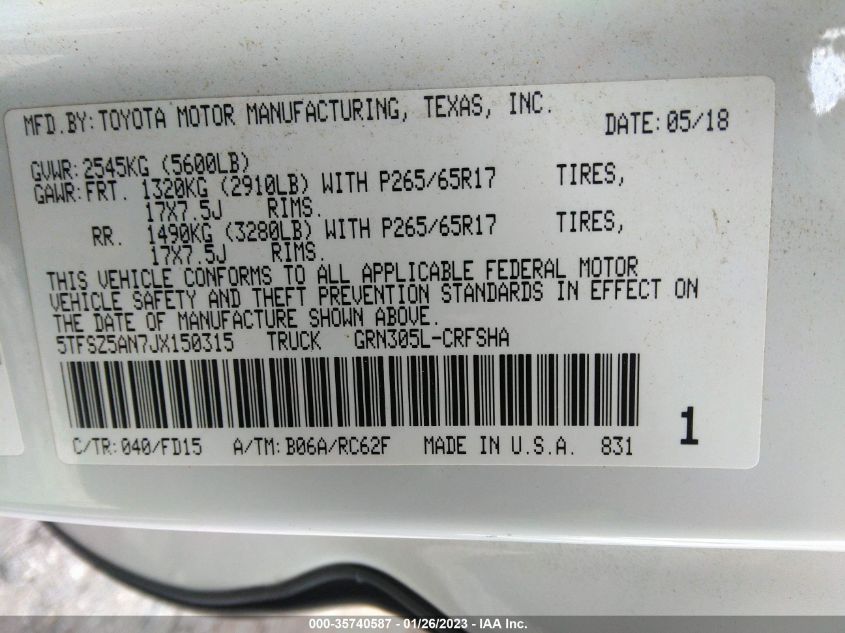 MFD.BY:TOYOTA MOTOR MANUFACTURING, TEXAS, INC.
DATE:05/18
GVWR:2545KG (5600LB)
GAWR:FRT. 1320KG (2910LB) WITH P265/65R17 TIRES,
17X7.5J RIMS.
RR. 1490KG (3280LB) WITH P265/65R17 TIRES,
17X7.5J RIMS.
THIS VEHICLE CONFORMS TO ALL APPLICABLE FEDERAL MOTOR
VEHICLE SAFETY AND THEFT PREVENTION STANDARDS IN EFFECT ON
THE DATE OF MANUFACTURE SHOWN ABOVE.
5TFSZ5AN7JX150315 TRUCK GRN305L-CRFSHA
1
C/TR:040/FD15 A/TM:B06A/RC62F MADE IN U.S.A. 831
000-35740587 - 01/26/2023 - © IAA Inc.